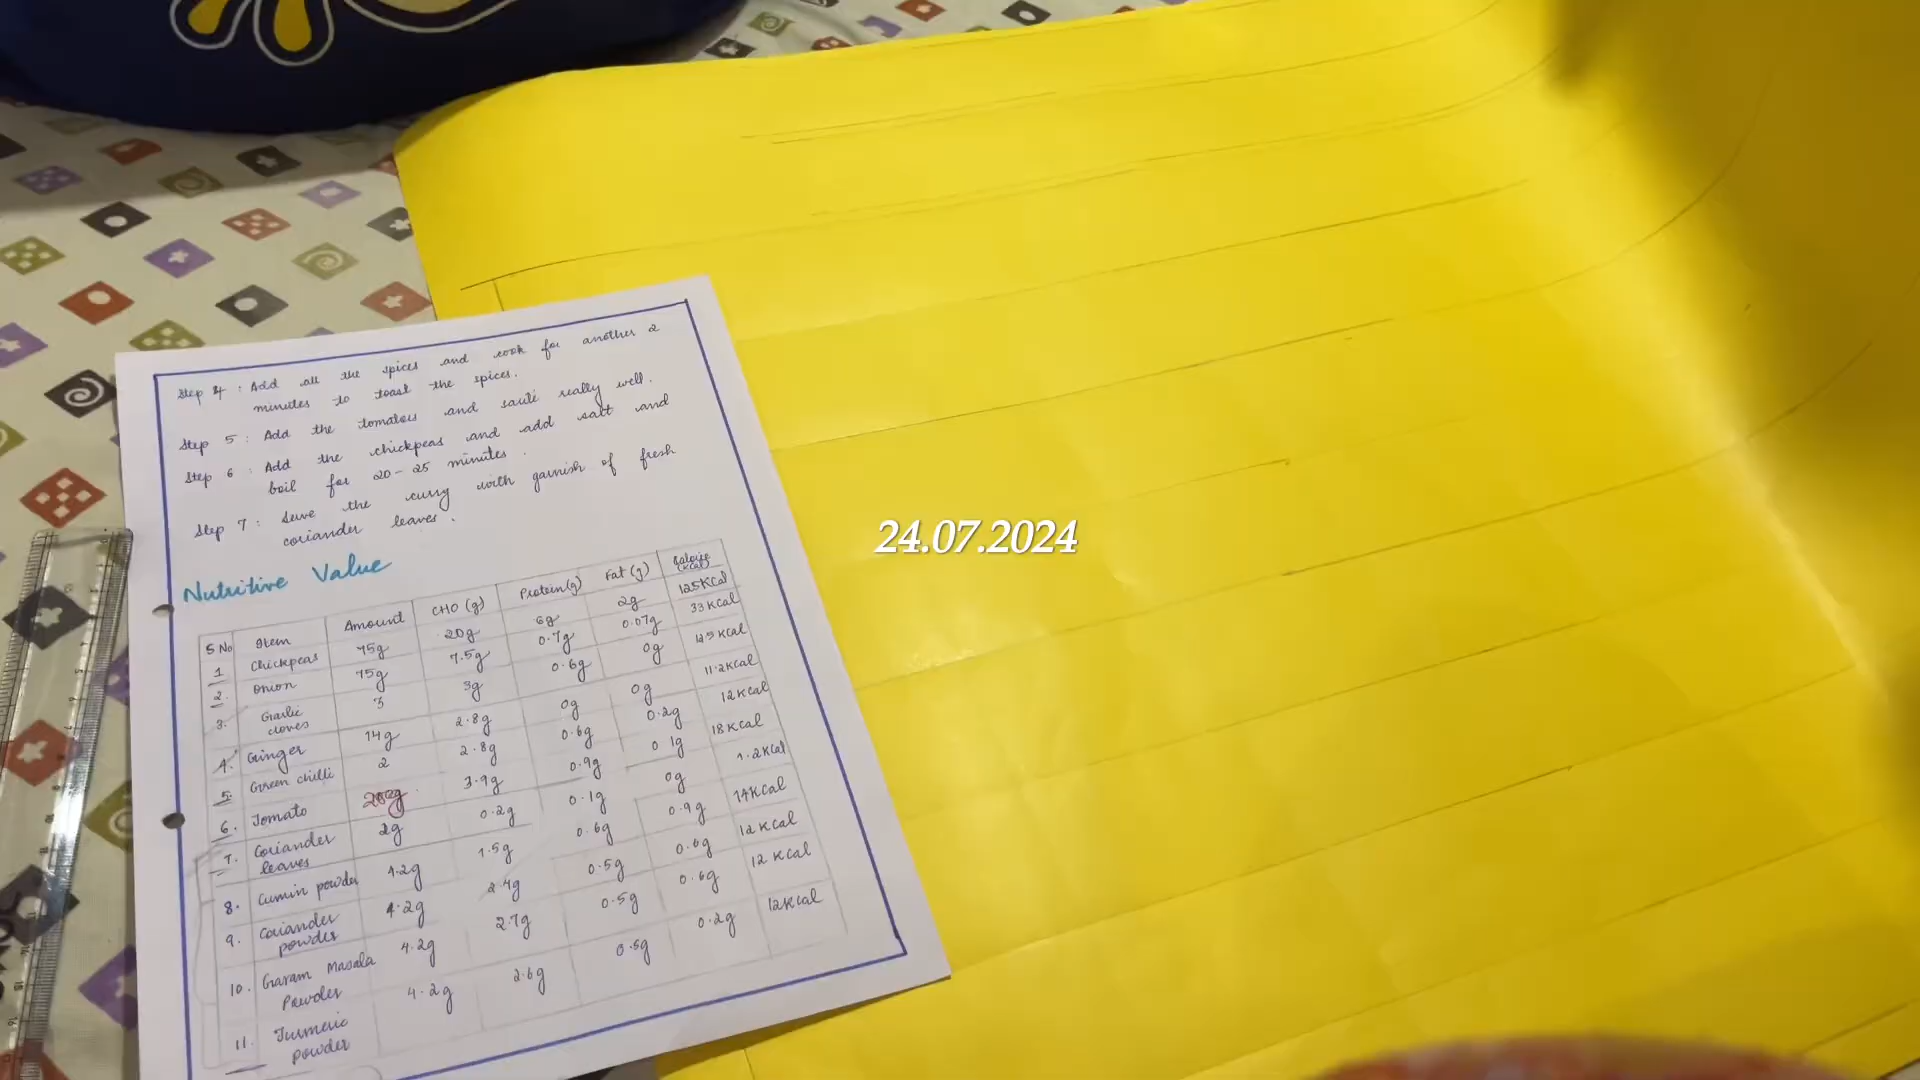 Step 4 : Add all the spices and cook for another 2
minutes to toast the spices.
Step 5 : Add the tomatoes and sauté really well.
Step 6 : Add the chickpeas and add salt and
boil for 20-25 minutes.
Step 7 : Serve the curry with garnish of fresh
coriander leaves.
Nutritive Value
S No Item Amount CHO (g) Protein(g) Fat (g) (Kcal)
1 Chickpeas 75g 20g 6g 2g 125Kcal
2. Onion 75g 7.5g 0.7g 0.07g 33 Kcal
3. Garlic cloves 3 3g 0.6g 0g Kcal
4. Ginger 14g 2.8g 0g 0g 11.2Kcal
5. Green chilli 2 2.8g 0.6g 0.2g 12 Kcal
6. Tomato 3.9g 0.9g 0.1g 18 Kcal
7. Coriander leaves 2g 0.2g 0.1g 0g 1.2Kcal
8. Cumin powder 4.2g 1.5g 0.6g 0.9g 14Kcal
9. Coriander powder 4.2g 2.4g 0.5g 0.6g 12 Kcal
10. Garam Masala Powder 4.2g 2.7g 0.5g 0.6g 12 Kcal
11. Turmeric powder 4.2g 2.6g 0.5g 0.2g 12Kcal
24.07.2024